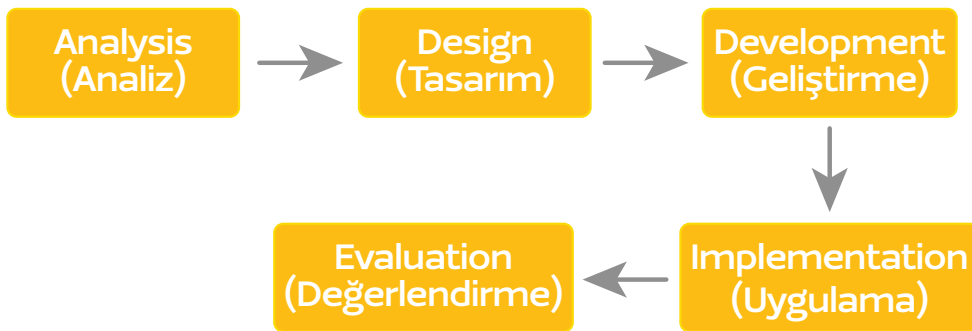 Analysis
(Analiz)
Design
(Tasarım)
Development
(Geliştirme)
Implementation
(Uygulama)
Evaluation
(Değerlendirme)